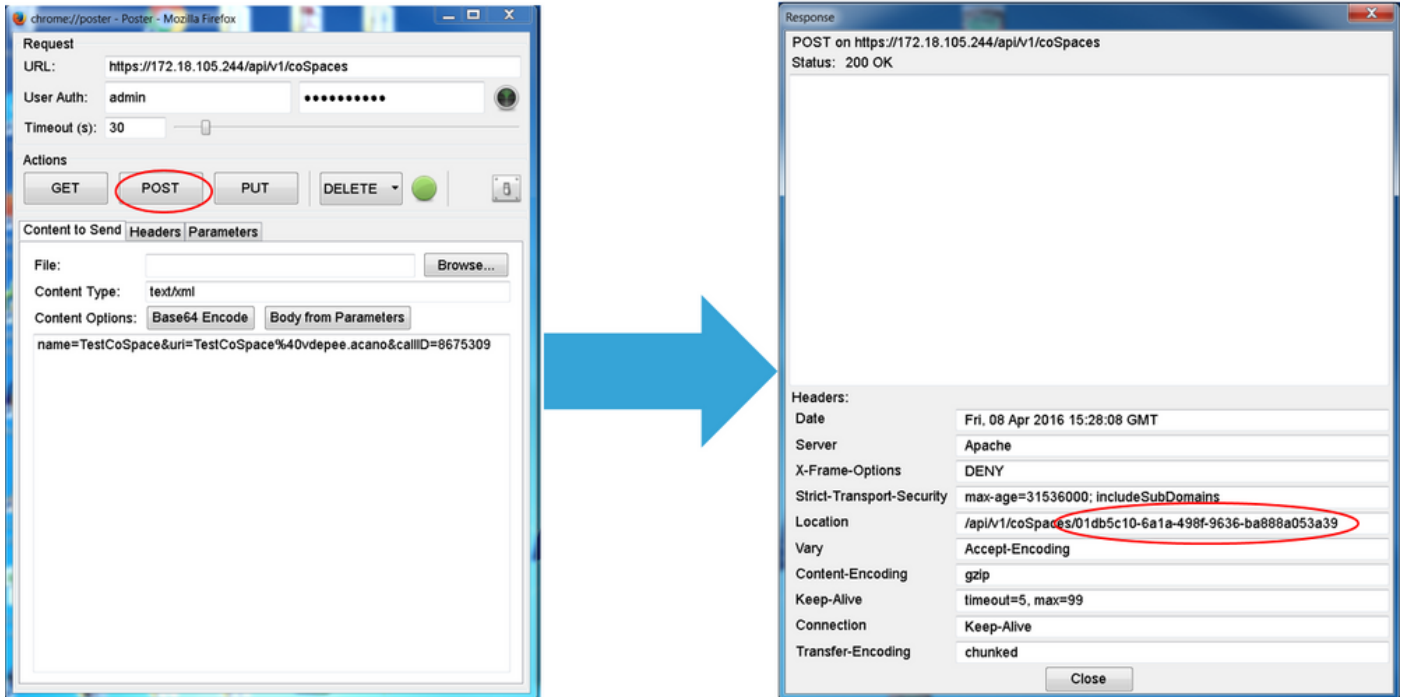 chrome://poster - Poster - Mozilla Firefox
Request
URL: https://172.18.105.244/api/v1/coSpaces
User Auth: admin ••••••••••
Timeout (s): 30
Actions
GET POST PUT DELETE
Content to Send Headers Parameters
File: Browse...
Content Type: text/xml
Content Options: Base64 Encode Body from Parameters
name=TestCoSpace&uri=TestCoSpace%40vdepee.acano&callID=8675309
Response
POST on https://172.18.105.244/api/v1/coSpaces
Status: 200 OK
Headers:
Date Fri, 08 Apr 2016 15:28:08 GMT
Server Apache
X-Frame-Options DENY
Strict-Transport-Security max-age=31536000; includeSubDomains
Location /api/v1/coSpaces/01db5c10-6a1a-498f-9636-ba888a053a39
Vary Accept-Encoding
Content-Encoding gzip
Keep-Alive timeout=5, max=99
Connection Keep-Alive
Transfer-Encoding chunked
Close